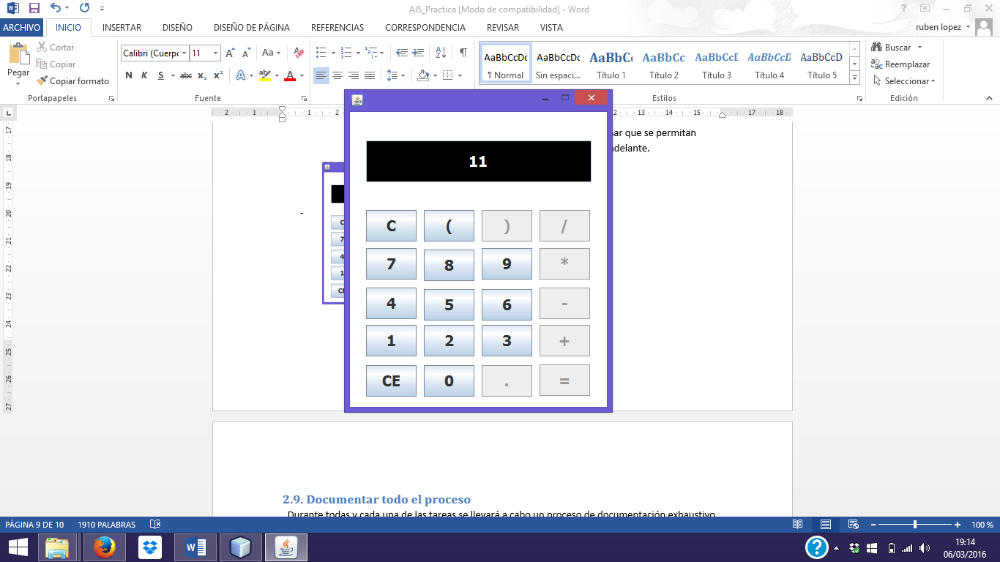 AIS_Practica [Modo de compatibilidad] - Word
ARCHIVO INICIO INSERTAR DISEÑO DISEÑO DE PÁGINA REFERENCIAS CORRESPONDENCIA REVISAR VISTA ruben lopez
Pegar
Cortar
Copiar
Copiar formato
Portapapeles
Calibri (Cuerpo 11
N K S abc x₂ x²
Fuente
AaBbCcDc AaBbCcDc AaBbC AaBbCc AaBbCcI AaBbCcD AaBbCcD
¶ Normal Sin espaci... Título 1 Título 2 Título 3 Título 4 Título 5
Estilos
Buscar
Reemplazar
Seleccionar
Edición
2 1 1 2 12 13 14 15 17 18
17
18
19
20
21
22
23
24
25
26
27
ar que se permitan
delante.
-
C
7
4
1
CE
11
C ( ) /
7 8 9 *
4 5 6 -
1 2 3 +
CE 0 . =
2.9. Documentar todo el proceso
Durante todas y cada una de las tareas se llevará a cabo un proceso de documentación exhaustivo
PÁGINA 9 DE 10 1910 PALABRAS 100 %
19:14
06/03/2016